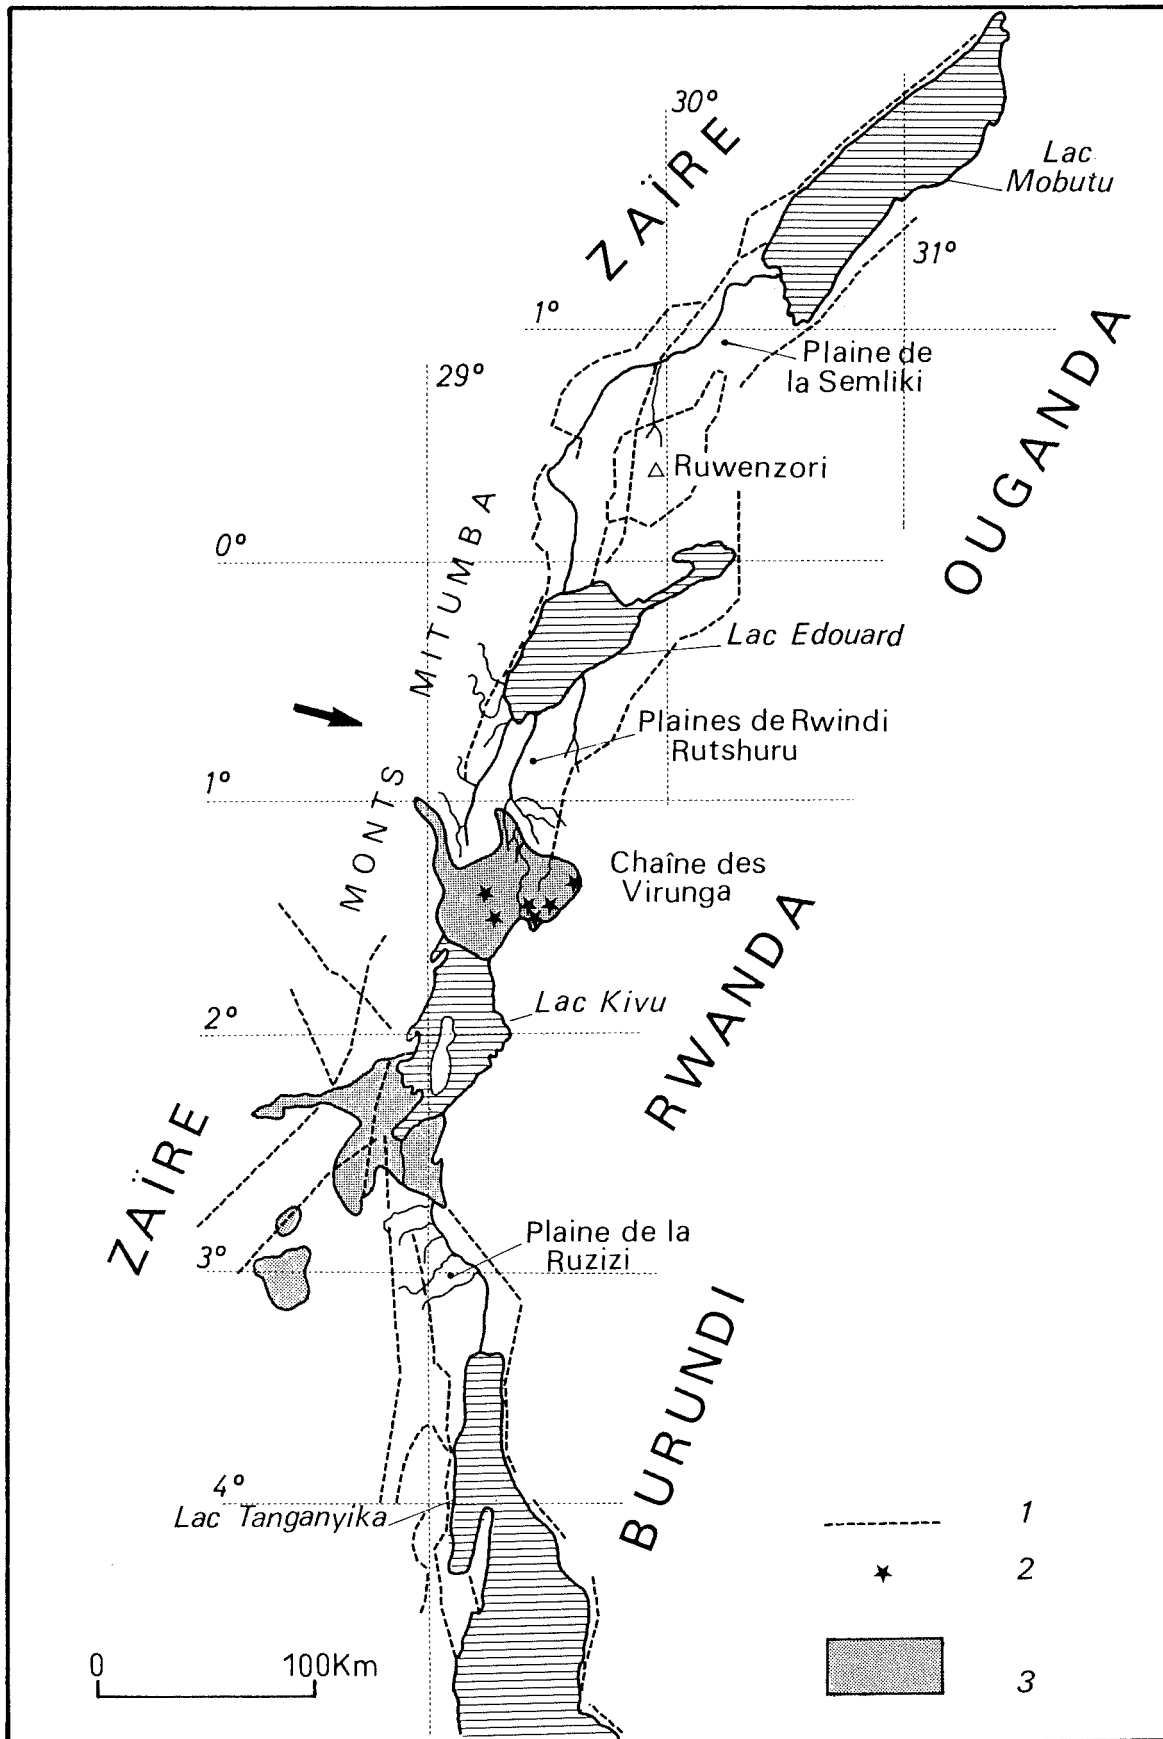 30°
ZAÏRE
Lac
Mobutu
31°
1°
Plaine de
la Semliki
29°
OUGANDA
Ruwenzori
0°
MITUMBA
Lac Edouard
Plaines de Rwindi
Rutshuru
1°
MONTS
Chaîne des
Virunga
RWANDA
Lac Kivu
2°
ZAÏRE
Plaine de la
Ruzizi
3°
BURUNDI
4°
Lac Tanganyika
1
2
0
100Km
3